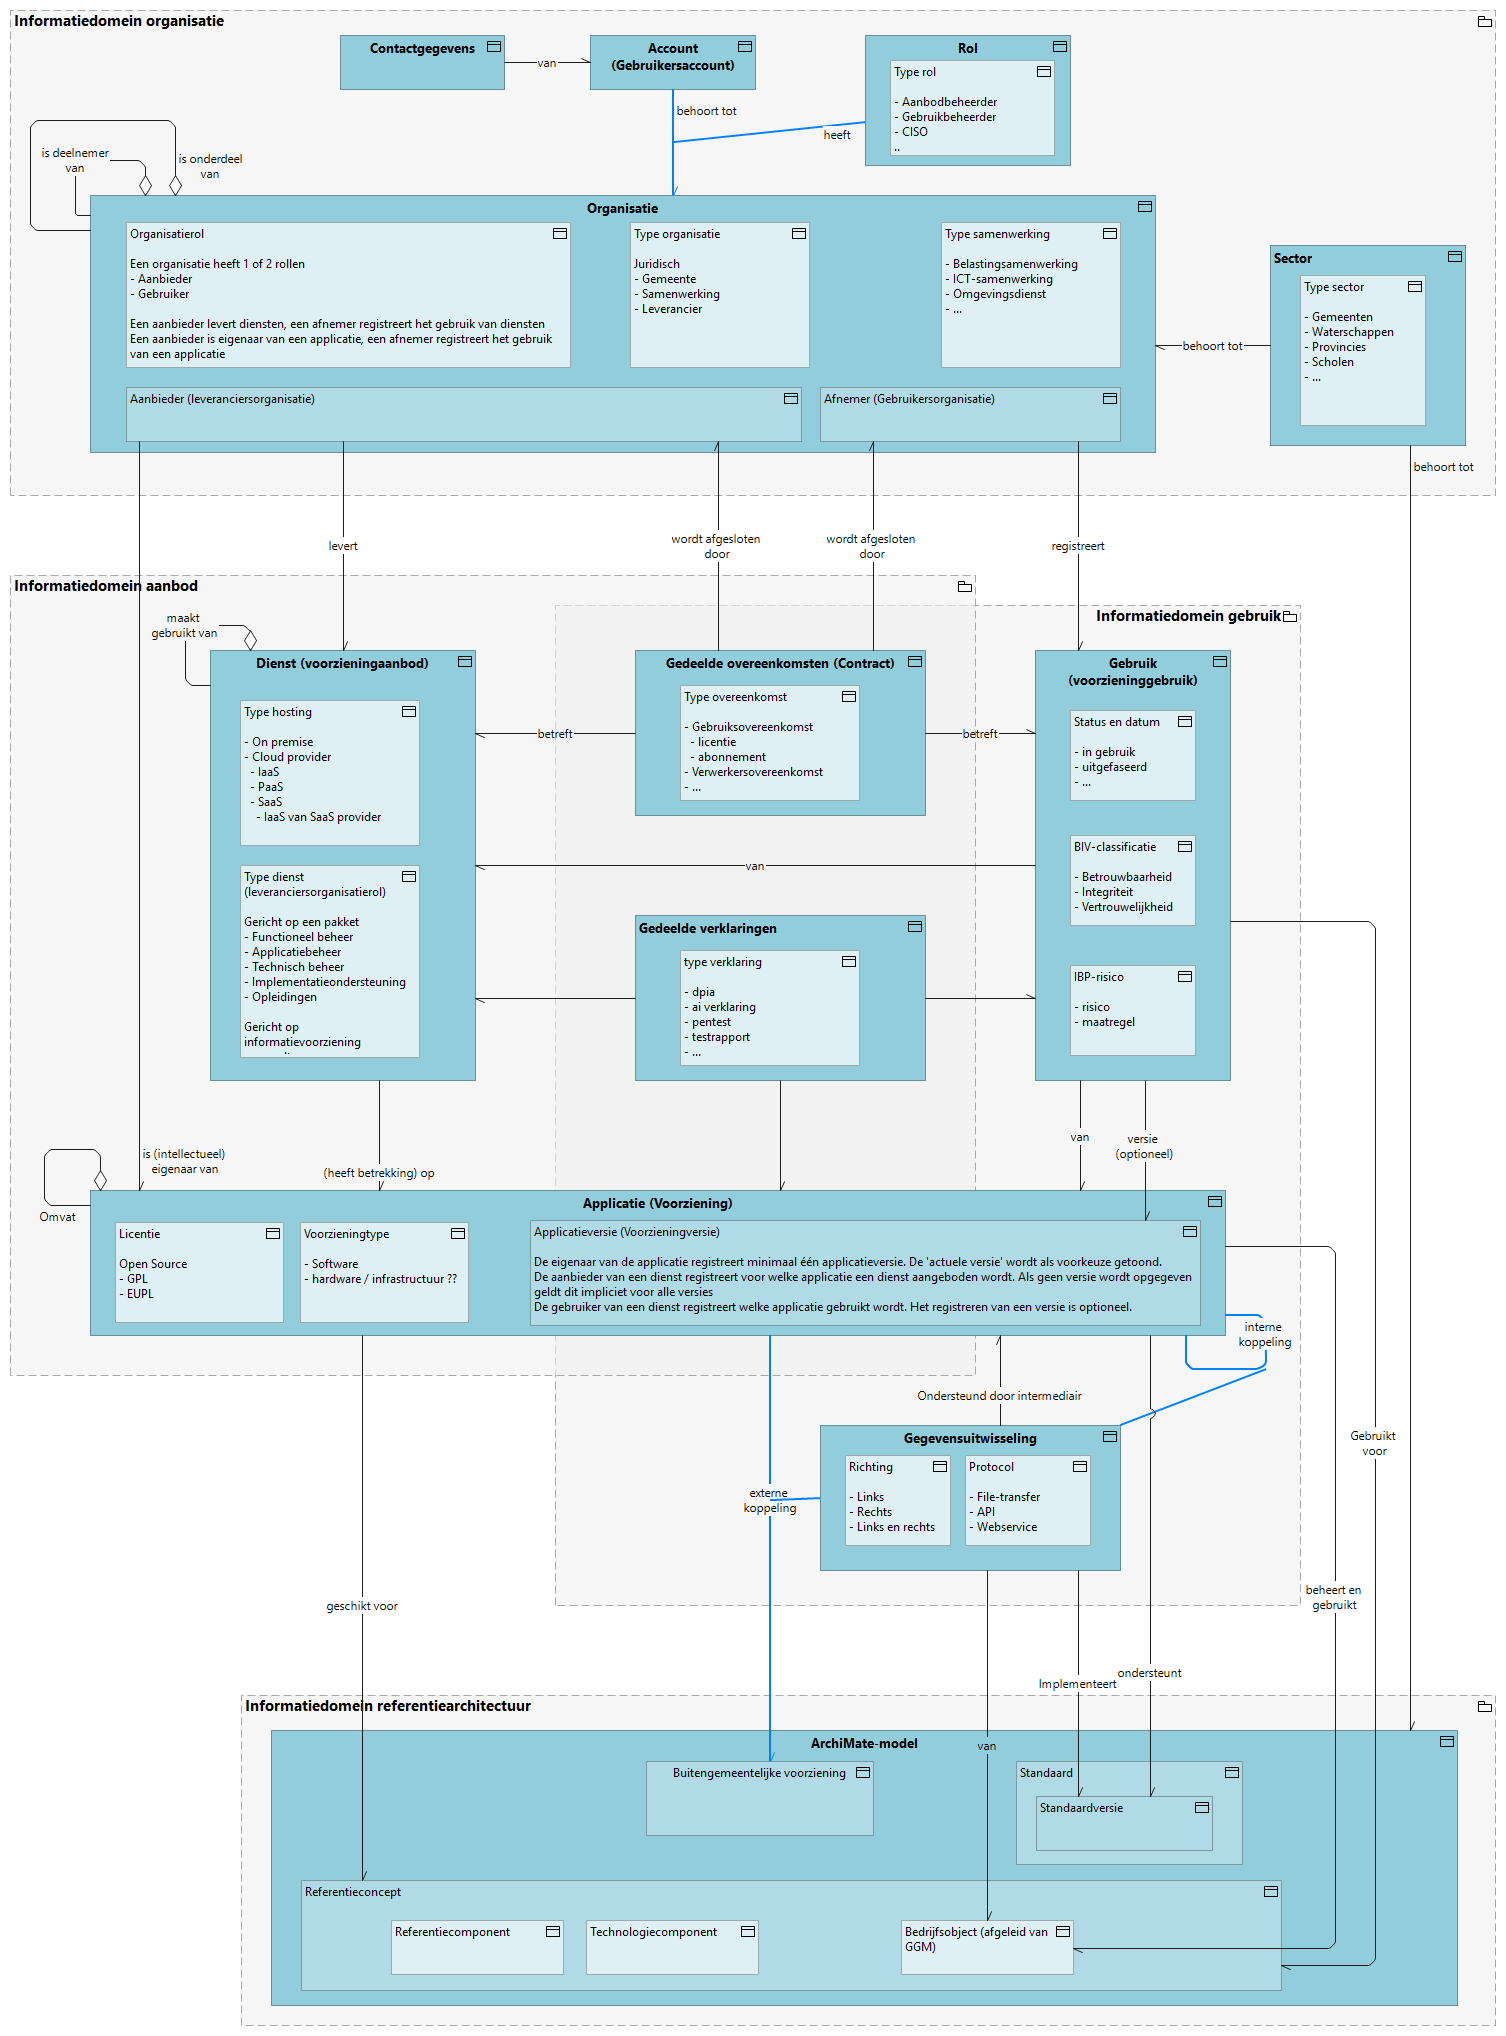 Informatiedomein organisatie
Contactgegevens
van
Account
(Gebruikersaccount)
Rol
Type rol
- Aanbodbeheerder
- Gebruikbeheerder
- CISO
..
behoort tot
heeft
is deelnemer
van
is onderdeel
van
Organisatie
Organisatierol
Een organisatie heeft 1 of 2 rollen
- Aanbieder
- Gebruiker
Een aanbieder levert diensten, een afnemer registreert het gebruik van diensten
Een aanbieder is eigenaar van een applicatie, een afnemer registreert het gebruik
van een applicatie
Type organisatie
Juridisch
- Gemeente
- Samenwerking
- Leverancier
Type samenwerking
- Belastingsamenwerking
- ICT-samenwerking
- Omgevingsdienst
- ...
Sector
Type sector
- Gemeenten
- Waterschappen
- Provincies
- Scholen
- ...
behoort tot
Aanbieder (leveranciersorganisatie)
Afnemer (Gebruikersorganisatie)
behoort tot
levert
wordt afgesloten
door
wordt afgesloten
door
registreert
Informatiedomein aanbod
Informatiedomein gebruik
maakt
gebruikt van
Dienst (voorzieningaanbod)
Type hosting
- On premise
- Cloud provider
- IaaS
- PaaS
- SaaS
- IaaS van SaaS provider
Type dienst
(leveranciersorganisatierol)
Gericht op een pakket
- Functioneel beheer
- Applicatiebeheer
- Technisch beheer
- Implementatieondersteuning
- Opleidingen
Gericht op
informatievoorziening
Gedeelde overeenkomsten (Contract)
Type overeenkomst
- Gebruiksovereenkomst
- licentie
- abonnement
- Verwerkersovereenkomst
- ...
betreft
betreft
van
Gedeelde verklaringen
type verklaring
- dpia
- ai verklaring
- pentest
- testrapport
- ...
Gebruik
(voorzieninggebruik)
Status en datum
- in gebruik
- uitgefaseerd
- ...
BIV-classificatie
- Betrouwbaarheid
- Integriteit
- Vertrouwelijkheid
IBP-risico
- risico
- maatregel
is (intellectueel)
eigenaar van
(heeft betrekking) op
van
versie
(optioneel)
Omvat
Applicatie (Voorziening)
Licentie
Open Source
- GPL
- EUPL
Voorzieningtype
- Software
- hardware / infrastructuur ??
Applicatieversie (Voorzieningversie)
De eigenaar van de applicatie registreert minimaal één applicatieversie. De 'actuele versie' wordt als voorkeuze getoond.
De aanbieder van een dienst registreert voor welke applicatie een dienst aangeboden wordt. Als geen versie wordt opgegeven
geldt dit impliciet voor alle versies
De gebruiker van een dienst registreert welke applicatie gebruikt wordt. Het registreren van een versie is optioneel.
interne
koppeling
Ondersteund door intermediair
Gegevensuitwisseling
Richting
- Links
- Rechts
- Links en rechts
Protocol
- File-transfer
- API
- Webservice
externe
koppeling
Gebruikt
voor
beheert en
gebruikt
geschikt voor
Implementeert
ondersteunt
van
Informatiedomein referentiearchitectuur
ArchiMate-model
Buitengemeentelijke voorziening
Standaard
Standaardversie
Referentieconcept
Referentiecomponent
Technologiecomponent
Bedrijfsobject (afgeleid van
GGM)